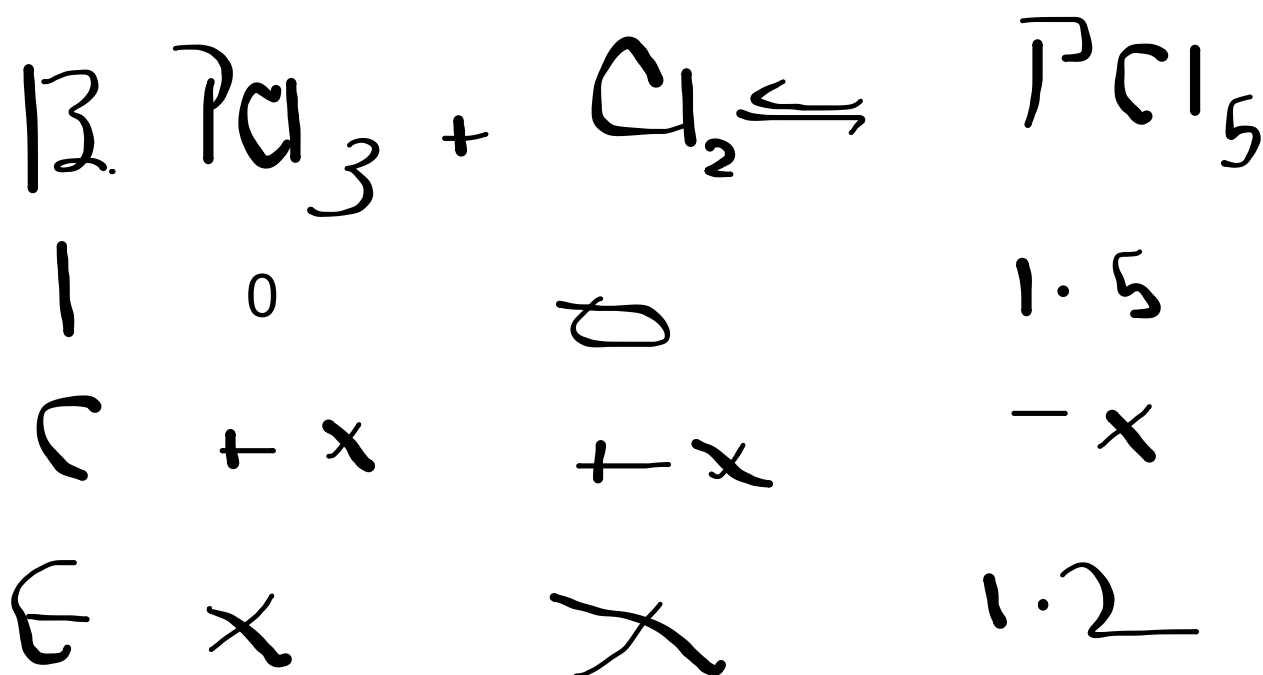 13. PCl3 + Cl2 ⇌ PCl5
I 0 0 1.5
C + x + x - x
E x x 1.2